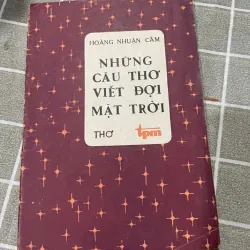 HOÀNG NHUẬN CẦM
NHỮNG
CÂU THƠ
VIẾT ĐỢI
MẶT TRỜI
THƠ tpm